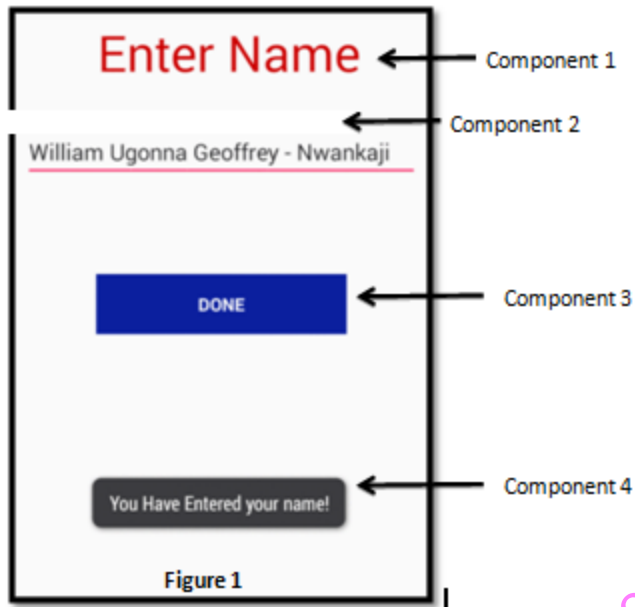 Enter Name
Component 1
Component 2
William Ugonna Geoffrey - Nwankaji
DONE
Component 3
You Have Entered your name!
Component 4
Figure 1